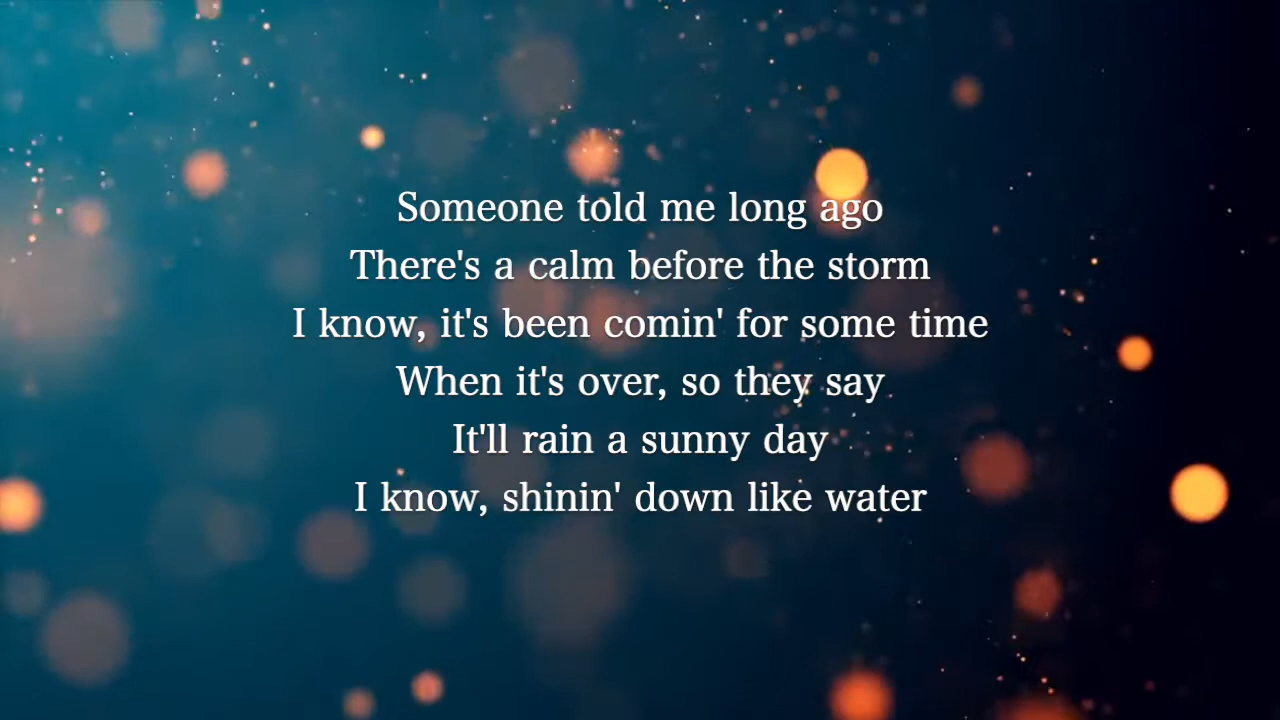 Someone told me long ago
There's a calm before the storm
I know, it's been comin' for some time
When it's over, so they say
It'll rain a sunny day
I know, shinin' down like water